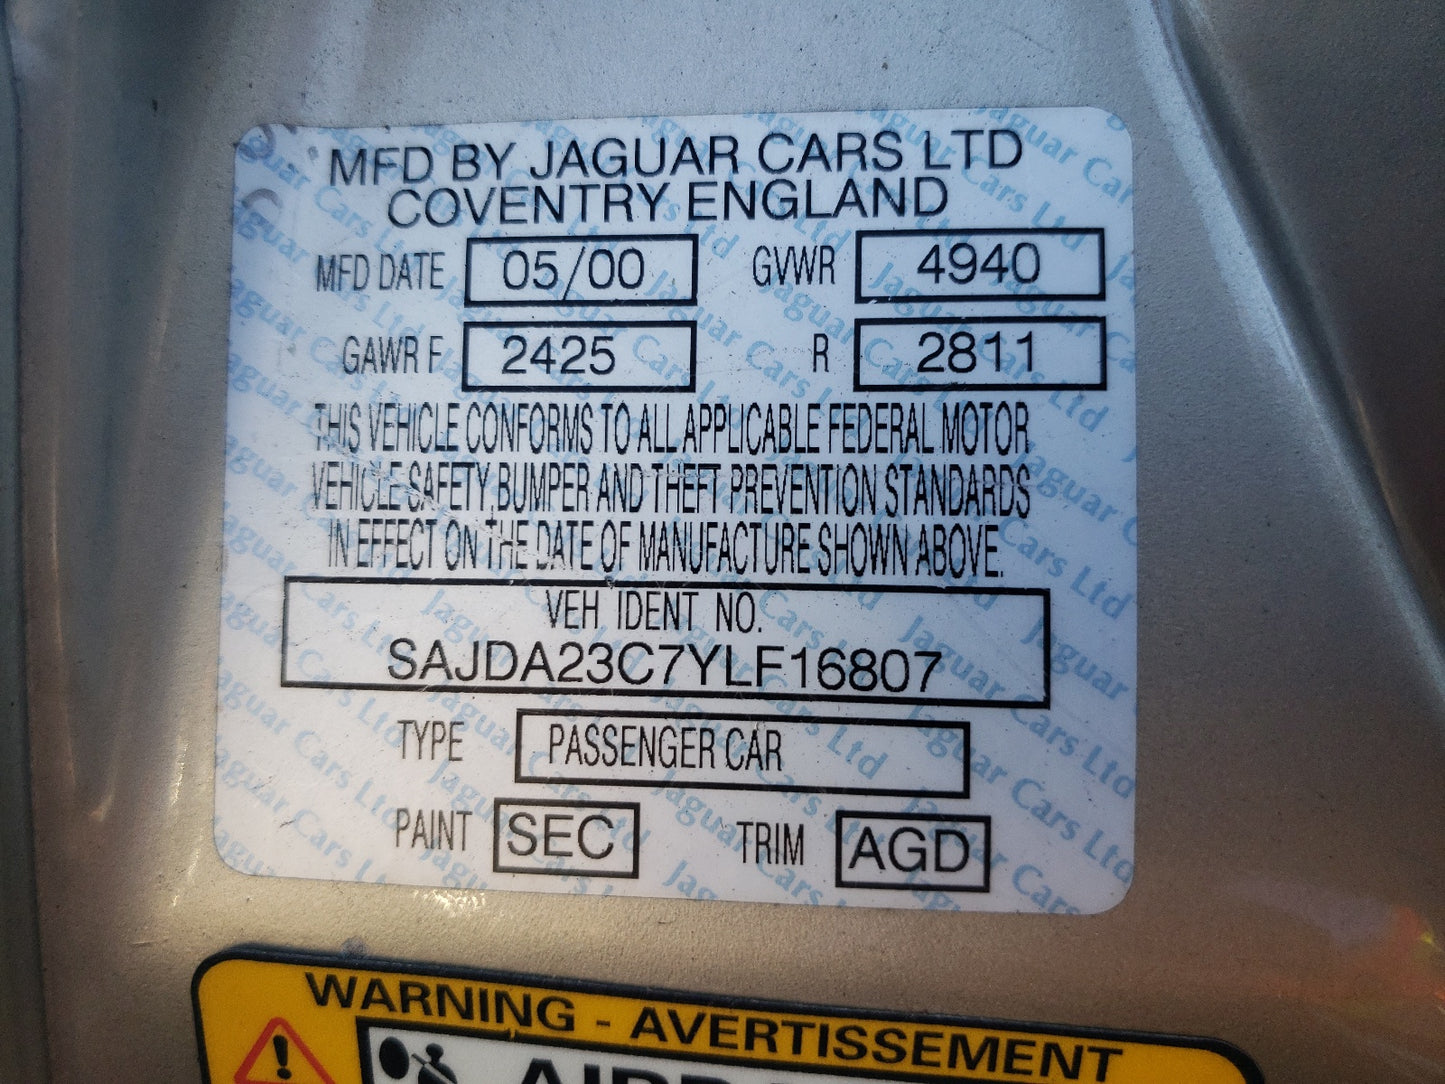 MFD BY JAGUAR CARS LTD
COVENTRY ENGLAND
MFD DATE 05/00 GVWR 4940
GAWR F 2425 R 2811
THIS VEHICLE CONFORMS TO ALL APPLICABLE FEDERAL MOTOR
VEHICLE SAFETY,BUMPER AND THEFT PREVENTION STANDARDS
IN EFFECT ON THE DATE OF MANUFACTURE SHOWN ABOVE.
VEH IDENT NO.
SAJDA23C7YLF16807
TYPE PASSENGER CAR
PAINT SEC TRIM AGD
WARNING - AVERTISSEMENT